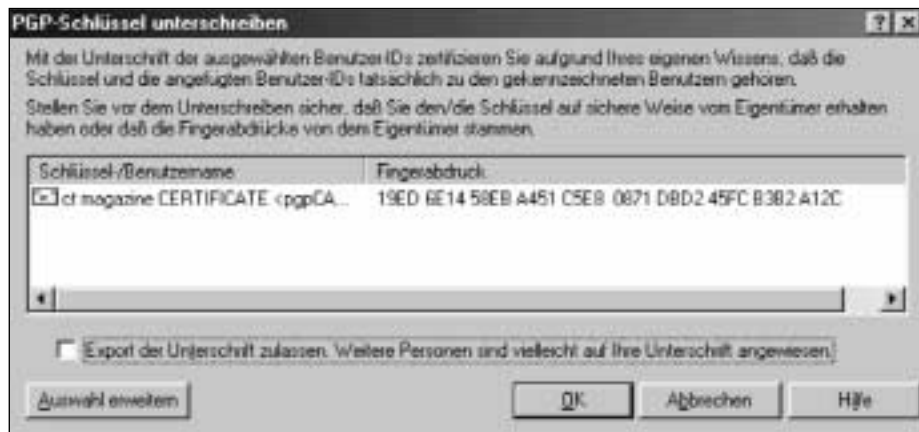 PGP-Schlüssel unterschreiben
Mit der Unterschrift der ausgewählten Benutzer-IDs zertifizieren Sie aufgrund Ihres eigenen Wissens, daß die
Schlüssel und die angefügten Benutzer-IDs tatsächlich zu den gekennzeichneten Benutzern gehören.
Stellen Sie vor dem Unterschreiben sicher, daß Sie den/die Schlüssel auf sichere Weise vom Eigentümer erhalten
haben oder daß die Fingerabdrücke von dem Eigentümer stammen.
Schlüssel-/Benutzername Fingerabdruck
ct magazine CERTIFICATE <pgpCA... 19ED 6E14 58EB A451 C5E8 0871 DBD2 45FC B3B2 A12C
Export der Unterschrift zulassen. Weitere Personen sind vielleicht auf Ihre Unterschrift angewiesen.
Auswahl erweitern OK Abbrechen Hilfe